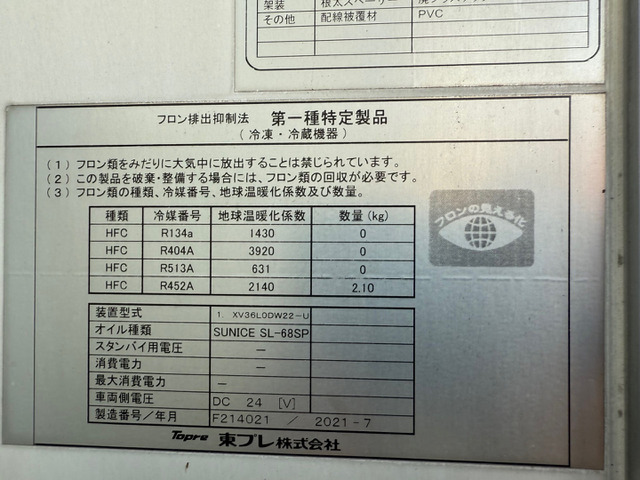 架装
その他 配線被覆材 PVC
フロン排出抑制法 第一種特定製品
(冷凍・冷蔵機器)
(1) フロン類をみだりに大気中に放出することは禁じられています。
(2) この製品を破棄・整備する場合には、フロン類の回収が必要です。
(3) フロン類の種類、冷媒番号、地球温暖化係数及び数量。
種類 冷媒番号 地球温暖化係数 数量 (kg)
HFC R134a 1430 0
HFC R404A 3920 0
HFC R513A 631 0
HFC R452A 2140 2.10
フロンの見える化
装置型式 1. XV36L0DW22-U
オイル種類 SUNICE SL-68SP
スタンバイ用電圧 —
消費電力 —
最大消費電力 —
車両側電圧 DC 24 [V]
製造番号/年月 F214021 / 2021-7
Topre 東プレ株式会社